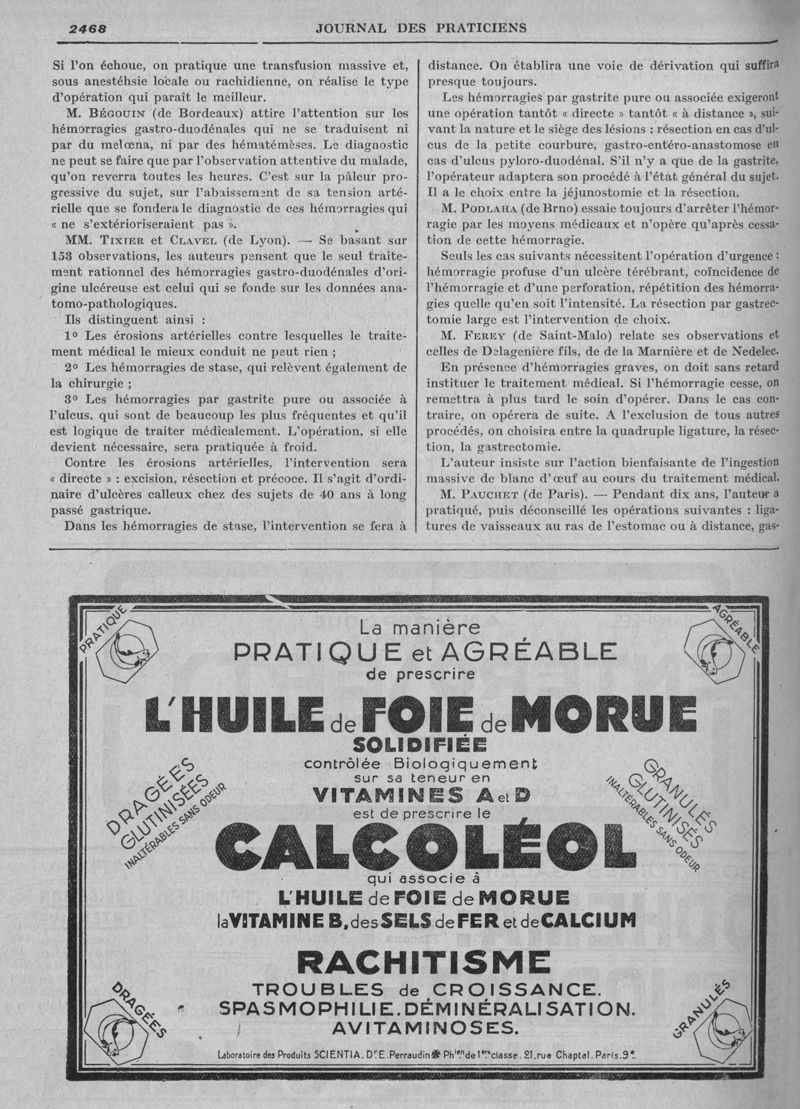 2468
JOURNAL DES PRATICIENS
Si l'on échoue, on pratique une transfusion massive et,
sous anestéhsie locale ou rachidienne, on réalise le type
d'opération qui paraît le meilleur.
M. BÉGOUIN (de Bordeaux) attire l'attention sur les
hémorragies gastro-duodénales qui ne se traduisent ni
par du melœna, ni par des hématémèses. Le diagnostic
ne peut se faire que par l'observation attentive du malade,
qu'on reverra toutes les heures. C'est sur la pâleur pro-
gressive du sujet, sur l'abaissement de sa tension arté-
rielle que se fondera le diagnostic de ces hémorragies qui
« ne s'extérioriseraient pas ».
MM. TIXIER et CLAVEL (de Lyon). — Se basant sur
153 observations, les auteurs pensent que le seul traite-
ment rationnel des hémorragies gastro-duodénales d'ori-
gine ulcéreuse est celui qui se fonde sur les données ana-
tomo-pathologiques.
Ils distinguent ainsi :
1º Les érosions artérielles contre lesquelles le traite-
ment médical le mieux conduit ne peut rien ;
2º Les hémorragies de stase, qui relèvent également de
la chirurgie ;
3º Les hémorragies par gastrite pure ou associée à
l'ulcus, qui sont de beaucoup les plus fréquentes et qu'il
est logique de traiter médicalement. L'opération, si elle
devient nécessaire, sera pratiquée à froid.
Contre les érosions artérielles, l'intervention sera
« directe » : excision, résection et précoce. Il s'agit d'ordi-
naire d'ulcères calleux chez des sujets de 40 ans à long
passé gastrique.
Dans les hémorragies de stase, l'intervention se fera à
distance. On établira une voie de dérivation qui suffira
presque toujours.
Les hémorragies par gastrite pure ou associée exigeront
une opération tantôt « directe » tantôt « à distance », sui-
vant la nature et le siège des lésions : résection en cas d'ul-
cus de la petite courbure, gastro-entéro-anastomose en
cas d'ulcus pyloro-duodénal. S'il n'y a que de la gastrite,
l'opérateur adaptera son procédé à l'état général du sujet.
Il a le choix entre la jéjunostomie et la résection.
M. PODLAHA (de Brno) essaie toujours d'arrêter l'hémor-
ragie par les moyens médicaux et n'opère qu'après cessa-
tion de cette hémorragie.
Seuls les cas suivants nécessitent l'opération d'urgence :
hémorragie profuse d'un ulcère térébrant, coïncidence de
l'hémorragie et d'une perforation, répétition des hémorra-
gies quelle qu'en soit l'intensité. La résection par gastrec-
tomie large est l'intervention de choix.
M. FEREY (de Saint-Malo) relate ses observations et
celles de Delagenière fils, de de la Marnière et de Nedelec.
En présence d'hémorragies graves, on doit sans retard
instituer le traitement médical. Si l'hémorragie cesse, on
remettra à plus tard le soin d'opérer. Dans le cas con-
traire, on opérera de suite. A l'exclusion de tous autres
procédés, on choisira entre la quadruple ligature, la résec-
tion, la gastrectomie.
L'auteur insiste sur l'action bienfaisante de l'ingestion
massive de blanc d'œuf au cours du traitement médical.
M. PAUCHET (de Paris). — Pendant dix ans, l'auteur a
pratiqué, puis déconseillé les opérations suivantes : liga-
tures de vaisseaux au ras de l'estomac ou à distance, gas-
PRATIQUE
AGRÉABLE
La manière
PRATIQUE et AGRÉABLE
de prescrire
L'HUILE de FOIE de MORUE
SOLIDIFIÉE
contrôlée Biologiquement
sur sa teneur en
VITAMINES A et D
est de prescrire le
DRAGÉES
GLUTINISÉES
INALTÉRABLES SANS ODEUR
GRANULÉS
GLUTINISÉS
INALTÉRABLES SANS ODEUR
CALCOLÉOL
qui associe à
L'HUILE de FOIE de MORUE
la VITAMINE B, des SELS de FER et de CALCIUM
RACHITISME
TROUBLES de CROISSANCE.
SPASMOPHILIE. DÉMINÉRALISATION.
AVITAMINOSES.
DRAGÉES
GRANULÉS
Laboratoire des Produits SCIENTIA. Dr E. Perraudin Phien de 1ère classe. 21, rue Chaptal. Paris. 9e.